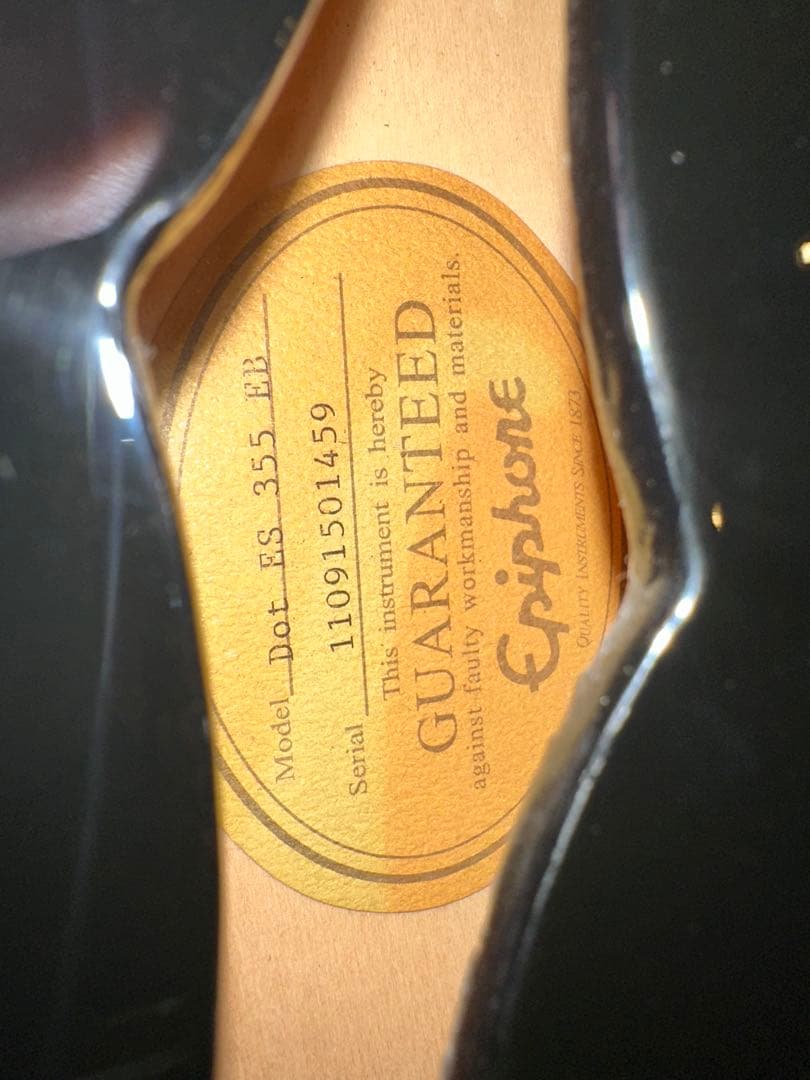 Model Dot ES 355 EB
Serial 11091501459
This instrument is hereby
GUARANTEED
against faulty workmanship and materials.
Epiphone
QUALITY INSTRUMENTS SINCE 1873